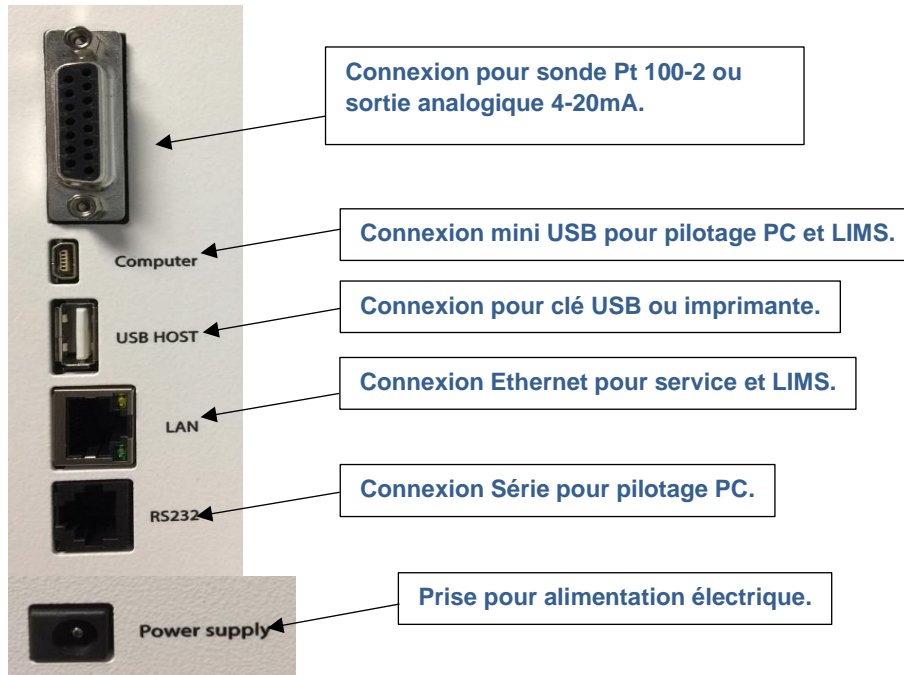 Connexion pour sonde Pt 100-2 ou
sortie analogique 4-20mA.
Connexion mini USB pour pilotage PC et LIMS.
Computer
Connexion pour clé USB ou imprimante.
USB HOST
Connexion Ethernet pour service et LIMS.
LAN
Connexion Série pour pilotage PC.
RS232
Prise pour alimentation électrique.
Power supply